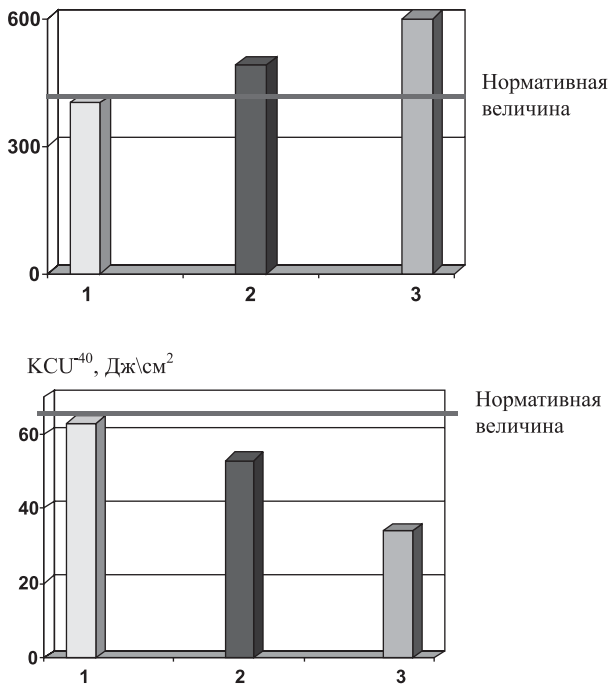 600
Нормативная
величина
300
0
1 2 3
KCU-40, Дж\см2
Нормативная
величина
60
40
20
0
1 2 3